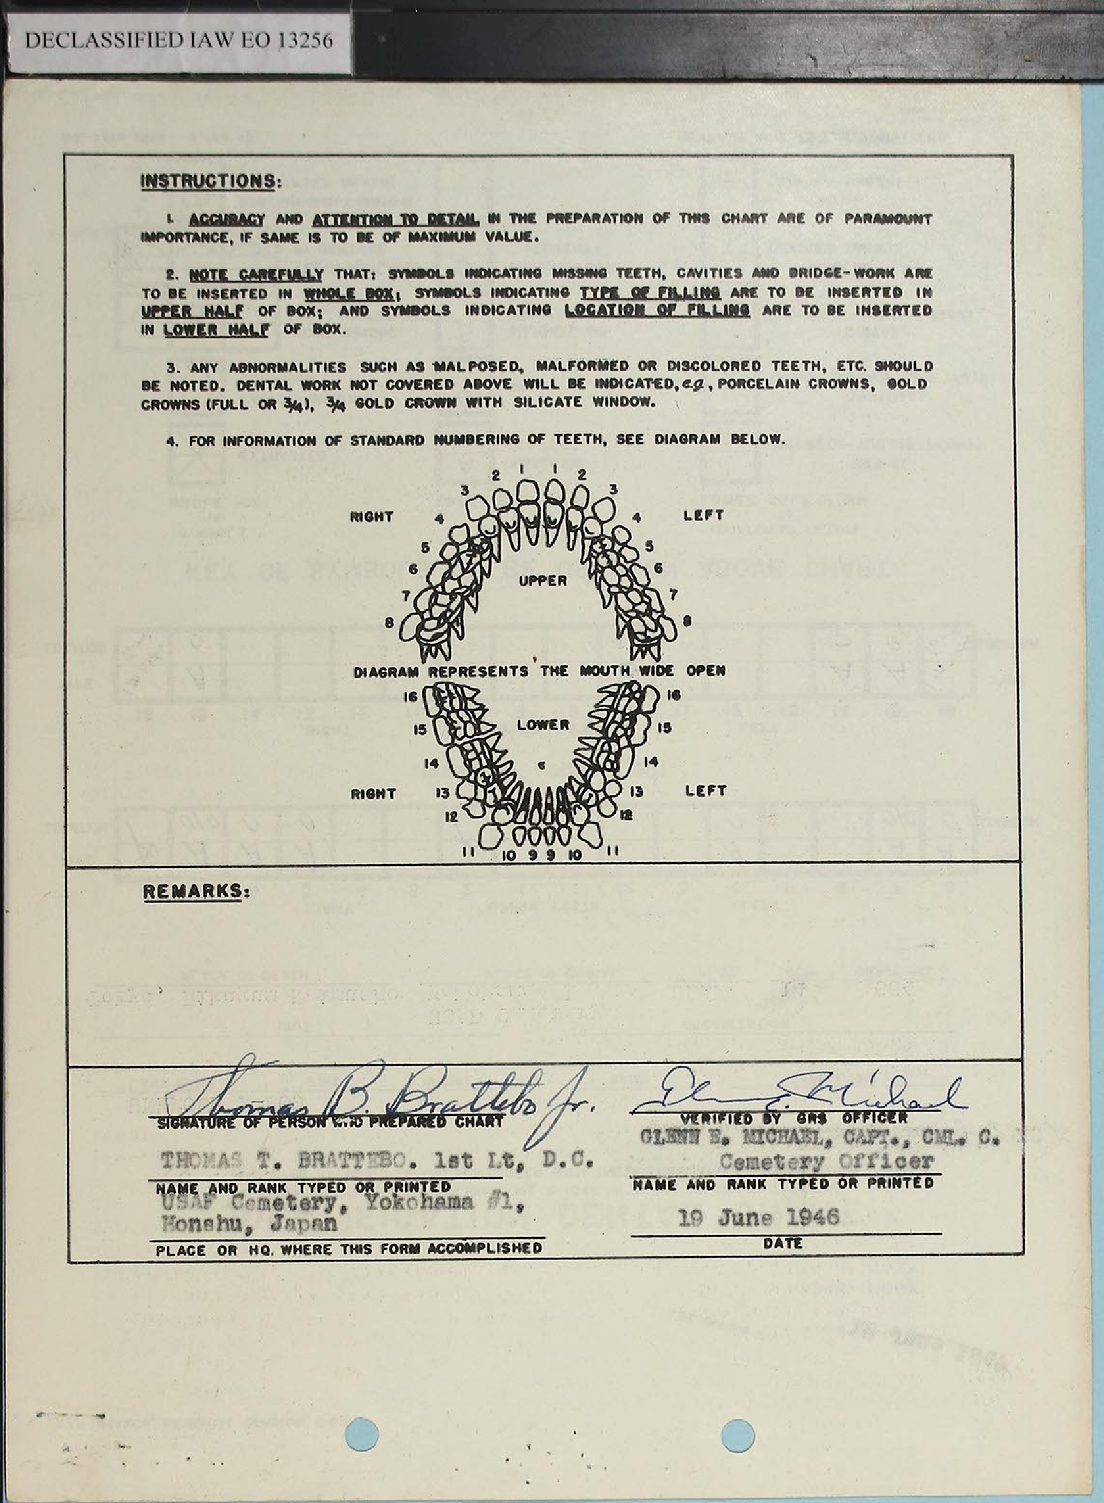 DECLASSIFIED IAW EO 13256
INSTRUCTIONS:
1. ACCURACY AND ATTENTION TO DETAIL IN THE PREPARATION OF THIS CHART ARE OF PARAMOUNT
IMPORTANCE, IF SAME IS TO BE OF MAXIMUM VALUE.
2. NOTE CAREFULLY THAT: SYMBOLS INDICATING MISSING TEETH, CAVITIES AND BRIDGE-WORK ARE
TO BE INSERTED IN WHOLE BOX; SYMBOLS INDICATING TYPE OF FILLING ARE TO BE INSERTED IN
UPPER HALF OF BOX; AND SYMBOLS INDICATING LOCATION OF FILLING ARE TO BE INSERTED
IN LOWER HALF OF BOX.
3. ANY ABNORMALITIES SUCH AS MALPOSED, MALFORMED OR DISCOLORED TEETH, ETC. SHOULD
BE NOTED. DENTAL WORK NOT COVERED ABOVE WILL BE INDICATED, e.g., PORCELAIN CROWNS, GOLD
CROWNS (FULL OR 3/4), 3/4 GOLD CROWN WITH SILICATE WINDOW.
4. FOR INFORMATION OF STANDARD NUMBERING OF TEETH, SEE DIAGRAM BELOW.
3 2 1 1 2 3
RIGHT 4 4 LEFT
5 5
6 UPPER 6
7 7
8 8
DIAGRAM REPRESENTS THE MOUTH WIDE OPEN
16 16
15 LOWER 15
14 14
RIGHT 13 13 LEFT
12 12
11 10 9 9 10 11
REMARKS:
Thomas B. Brattebo Jr. Glenn E. Michael
SIGNATURE OF PERSON WHO PREPARED CHART VERIFIED BY GRS OFFICER
GLENN E. MICHAEL, CAPT., CML. C.
THOMAS T. BRATTEBO. 1st Lt, D.C. Cemetery Officer
NAME AND RANK TYPED OR PRINTED NAME AND RANK TYPED OR PRINTED
USAF Cemetery, Yokohama #1,
Honshu, Japan 19 June 1946
PLACE OR HQ. WHERE THIS FORM ACCOMPLISHED DATE